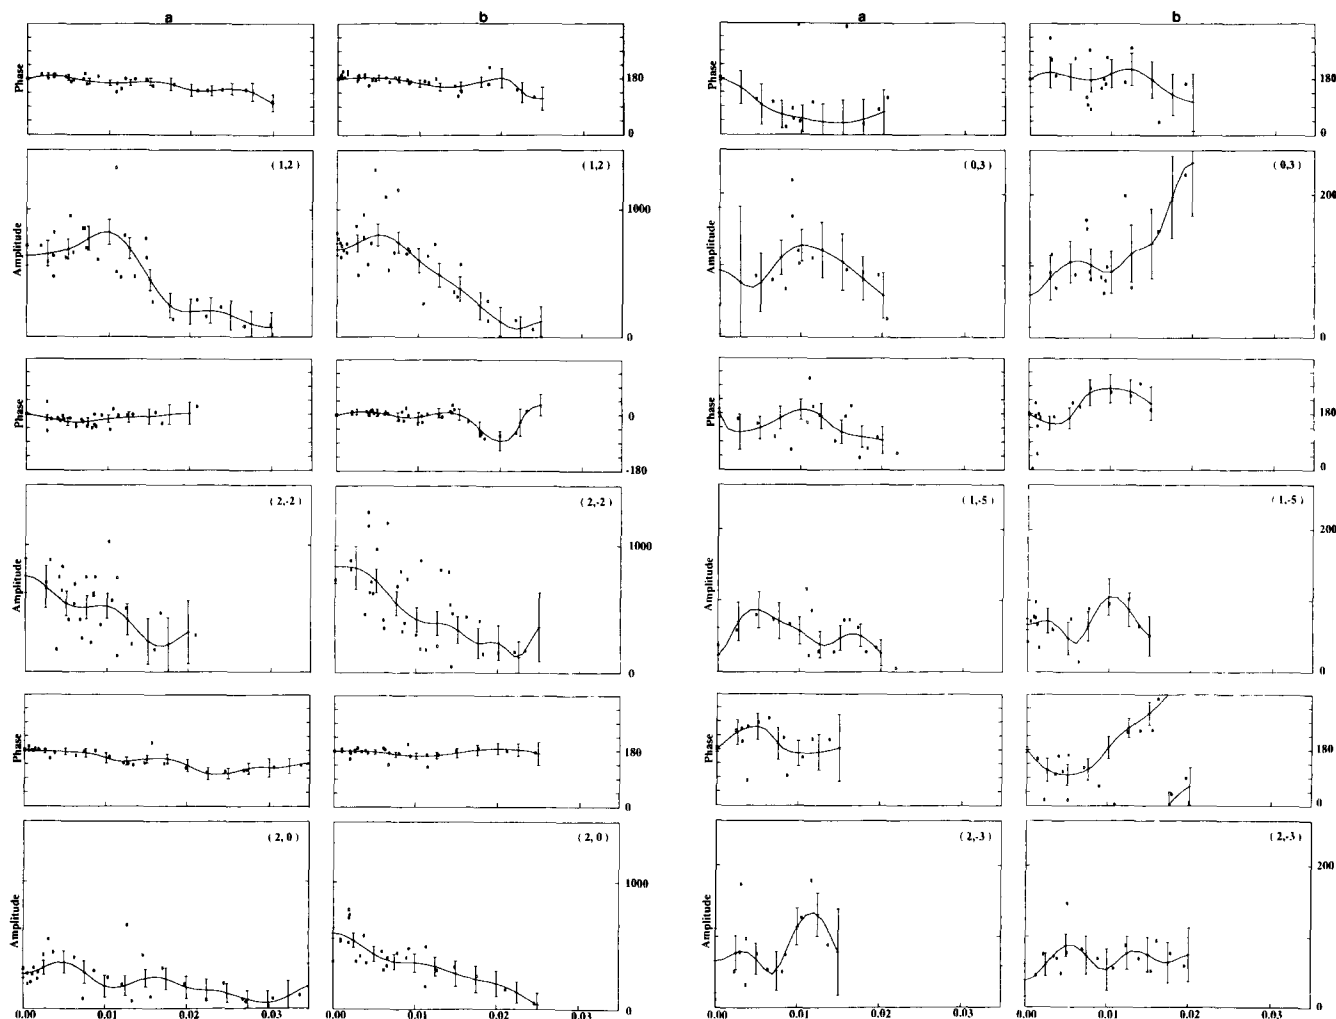 a b a b
Phase 180
0
Phase 180
0
Amplitude (1,2) (1,2) 1000
0
Amplitude (0,3) (0,3) 200
0
Phase 0
-180
Phase 180
0
Amplitude (2,-2) (2,-2) 1000
0
Amplitude (1,-5) (1,-5) 200
0
Phase 180
0
Phase 180
0
Amplitude (2,0) (2,0) 1000
0
Amplitude (2,-3) (2,-3) 200
0
0.00 0.01 0.02 0.03 0.00 0.01 0.02 0.03 0.00 0.01 0.02 0.03 0.00 0.01 0.02 0.03